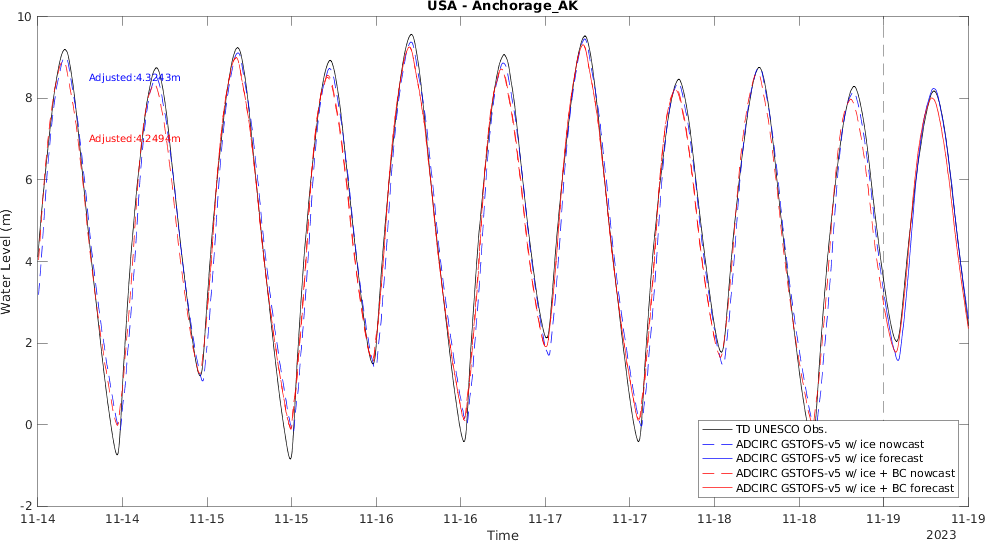 USA - Anchorage_AK
10
8
6
4
2
0
-2
Water Level (m)
Adjusted:4.3243m
Adjusted:4.2494m
TD UNESCO Obs.
ADCIRC GSTOFS-v5 w/ ice nowcast
ADCIRC GSTOFS-v5 w/ ice forecast
ADCIRC GSTOFS-v5 w/ ice + BC nowcast
ADCIRC GSTOFS-v5 w/ ice + BC forecast
11-14 11-14 11-15 11-15 11-16 11-16 11-17 11-17 11-18 11-18 11-19 11-19
Time
2023